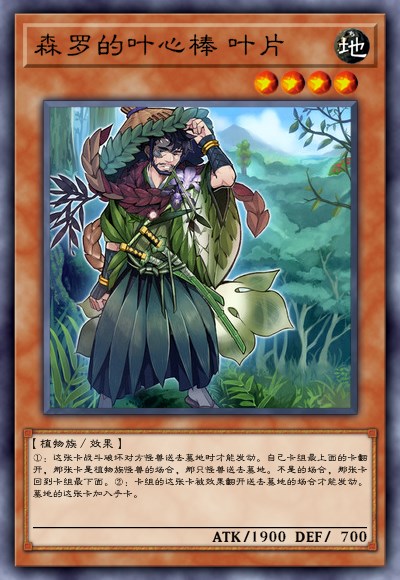 森罗的叶心棒 叶片
地
【植物族/效果】
①：这张卡战斗破坏对方怪兽送去墓地时才能发动。自己卡组最上面的卡翻
开，那张卡是植物族怪兽的场合，那只怪兽送去墓地。不是的场合，那张卡
回到卡组最下面。②：卡组的这张卡被效果翻开送去墓地的场合才能发动。
墓地的这张卡加入手卡。
ATK/1900 DEF/ 700